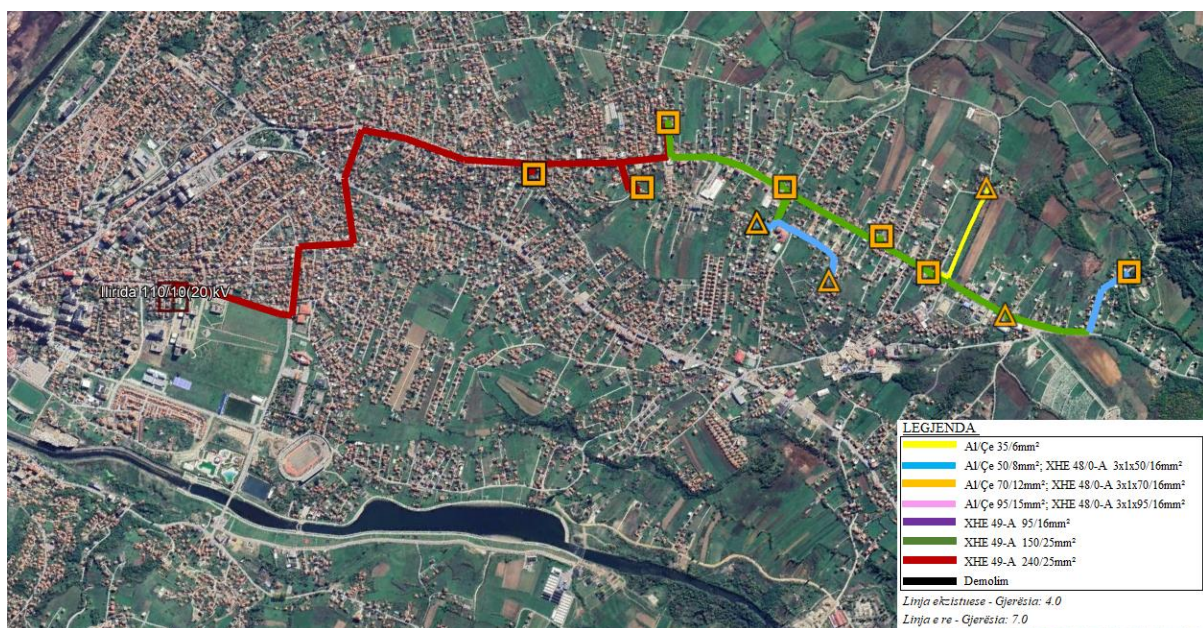 Ilirida 110/10(20) kV
LEGJENDA
Al/Çe 35/6mm²
Al/Çe 50/8mm²; XHE 48/0-A 3x1x50/16mm²
Al/Çe 70/12mm²; XHE 48/0-A 3x1x70/16mm²
Al/Çe 95/15mm²; XHE 48/0-A 3x1x95/16mm²
XHE 49-A 95/16mm²
XHE 49-A 150/25mm²
XHE 49-A 240/25mm²
Demolim
Linja ekzistuese - Gjerësia: 4.0
Linja e re - Gjerësia: 7.0